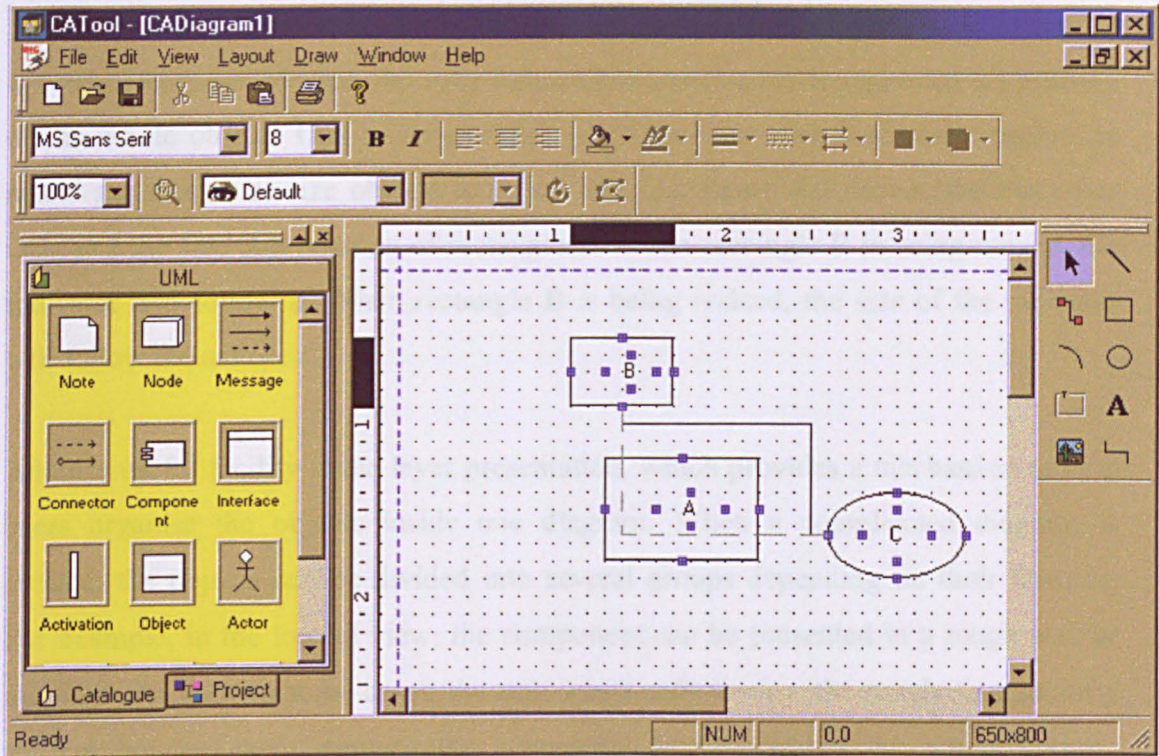 CATool - [CADiagram1]
File Edit View Layout Draw Window Help
MS Sans Serif 8 B I
100% Default
1 2 3
UML
Note Node Message
Connector Compone
nt Interface
Activation Object Actor
Catalogue Project
1
2
B
A
C
A
Ready NUM 0,0 650x800